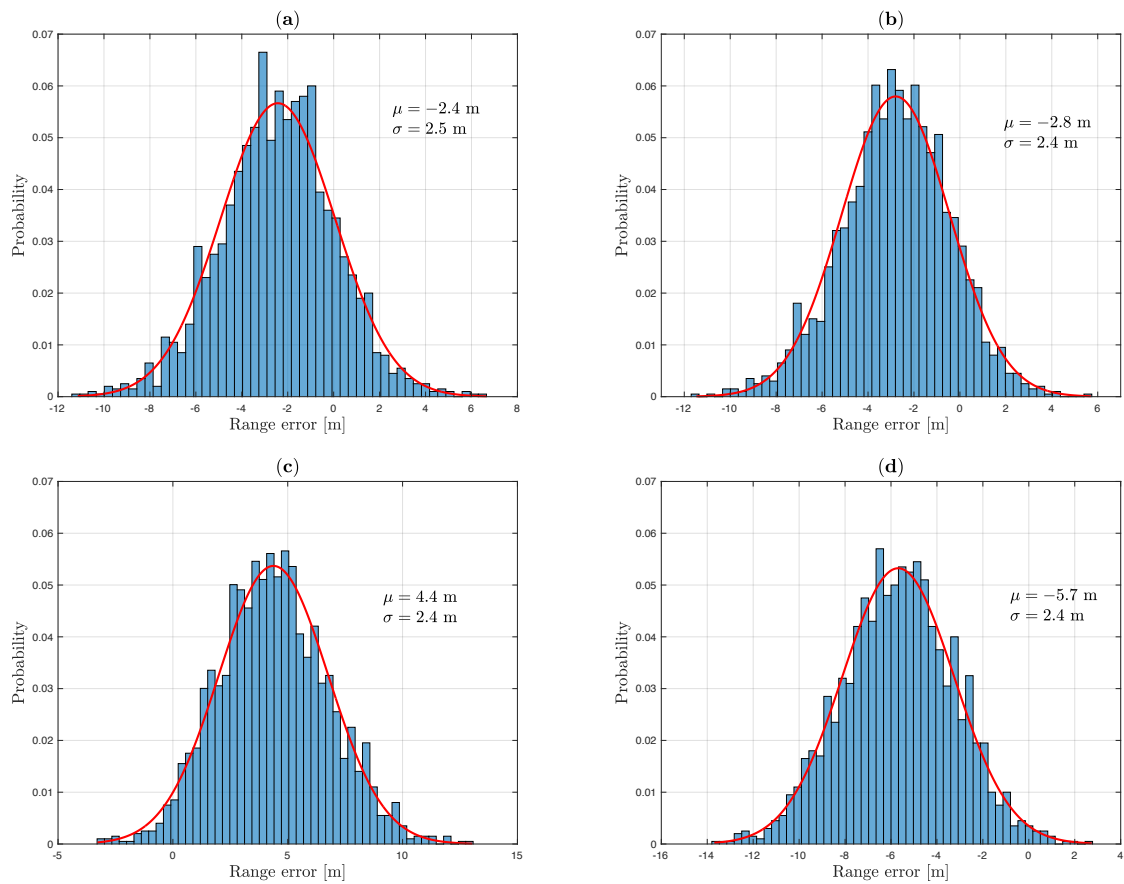 (a)
0.07
0.06
0.05
0.04
0.03
0.02
0.01
0
Probability
μ = −2.4 m
σ = 2.5 m
-12 -10 -8 -6 -4 -2 0 2 4 6 8
Range error [m]
(b)
0.07
0.06
0.05
0.04
0.03
0.02
0.01
0
Probability
μ = −2.8 m
σ = 2.4 m
-12 -10 -8 -6 -4 -2 0 2 4 6
Range error [m]
(c)
0.07
0.06
0.05
0.04
0.03
0.02
0.01
0
Probability
μ = 4.4 m
σ = 2.4 m
-5 0 5 10 15
Range error [m]
(d)
0.07
0.06
0.05
0.04
0.03
0.02
0.01
0
Probability
μ = −5.7 m
σ = 2.4 m
-16 -14 -12 -10 -8 -6 -4 -2 0 2 4
Range error [m]